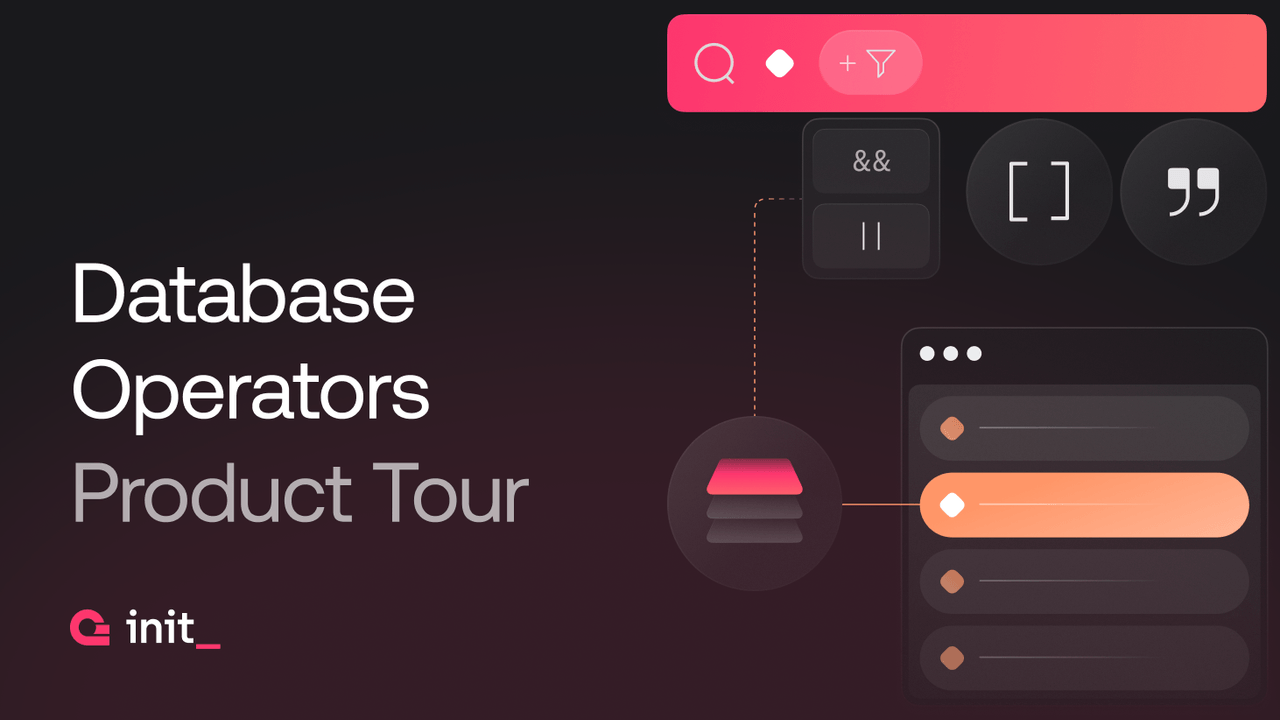 Database
Operators
Product Tour
init_
&&
||
[ ]
”